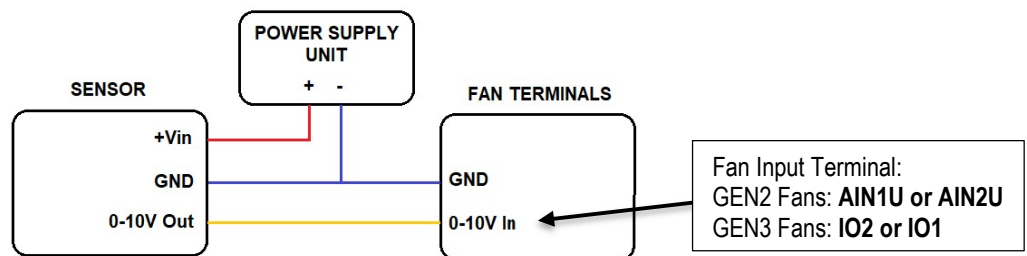 POWER SUPPLY
UNIT
+ -
SENSOR
FAN TERMINALS
+Vin
GND
0-10V Out
GND
0-10V In
Fan Input Terminal:
GEN2 Fans: AIN1U or AIN2U
GEN3 Fans: IO2 or IO1